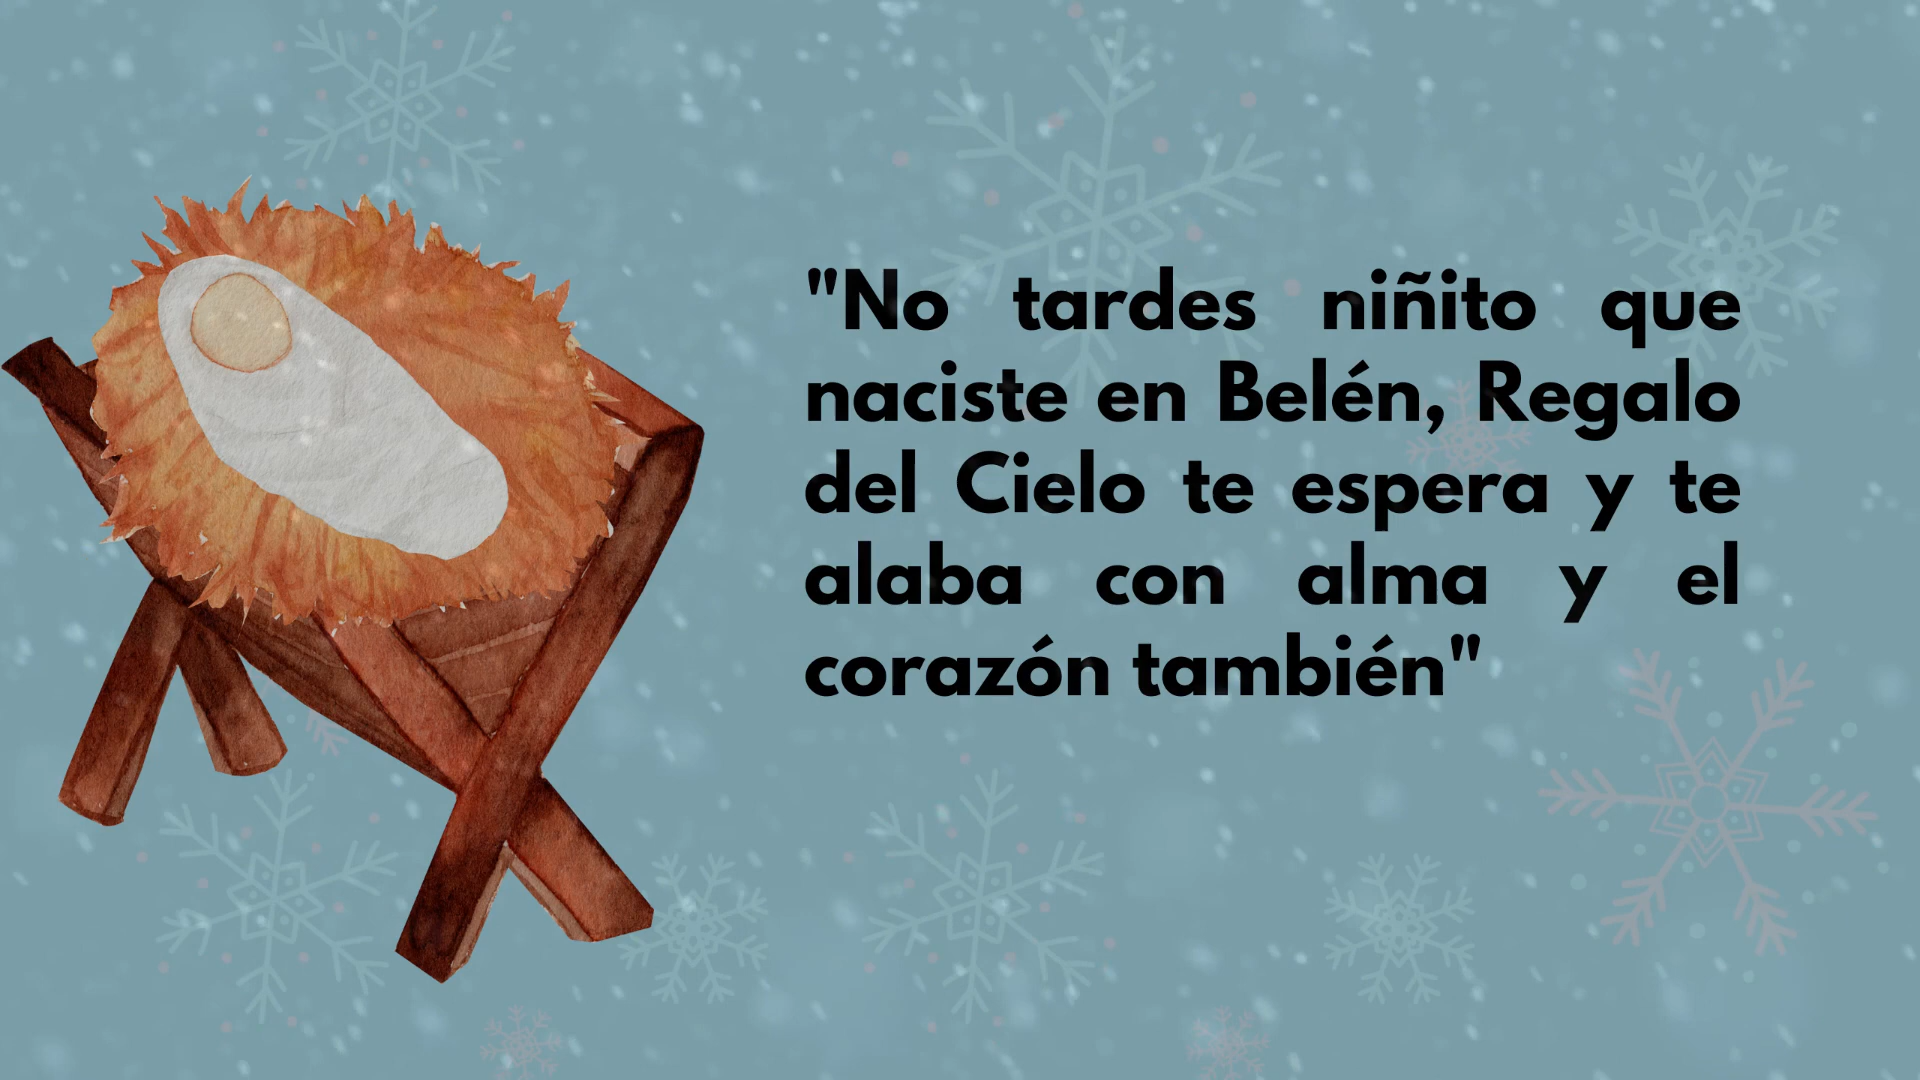 "No tardes niñito que
naciste en Belén, Regalo
del Cielo te espera y te
alaba con alma y el
corazón también"